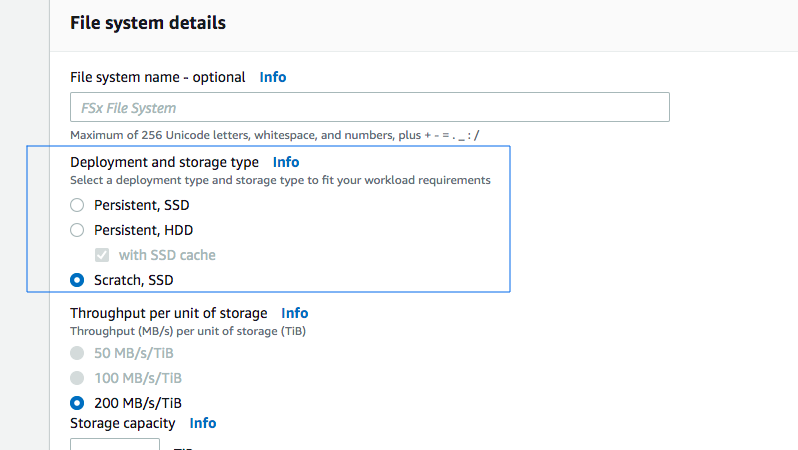 File system details
File system name - optional Info
FSx File System
Maximum of 256 Unicode letters, whitespace, and numbers, plus + - = . _ : /
Deployment and storage type Info
Select a deployment type and storage type to fit your workload requirements
Persistent, SSD
Persistent, HDD
with SSD cache
Scratch, SSD
Throughput per unit of storage Info
Throughput (MB/s) per unit of storage (TiB)
50 MB/s/TiB
100 MB/s/TiB
200 MB/s/TiB
Storage capacity Info